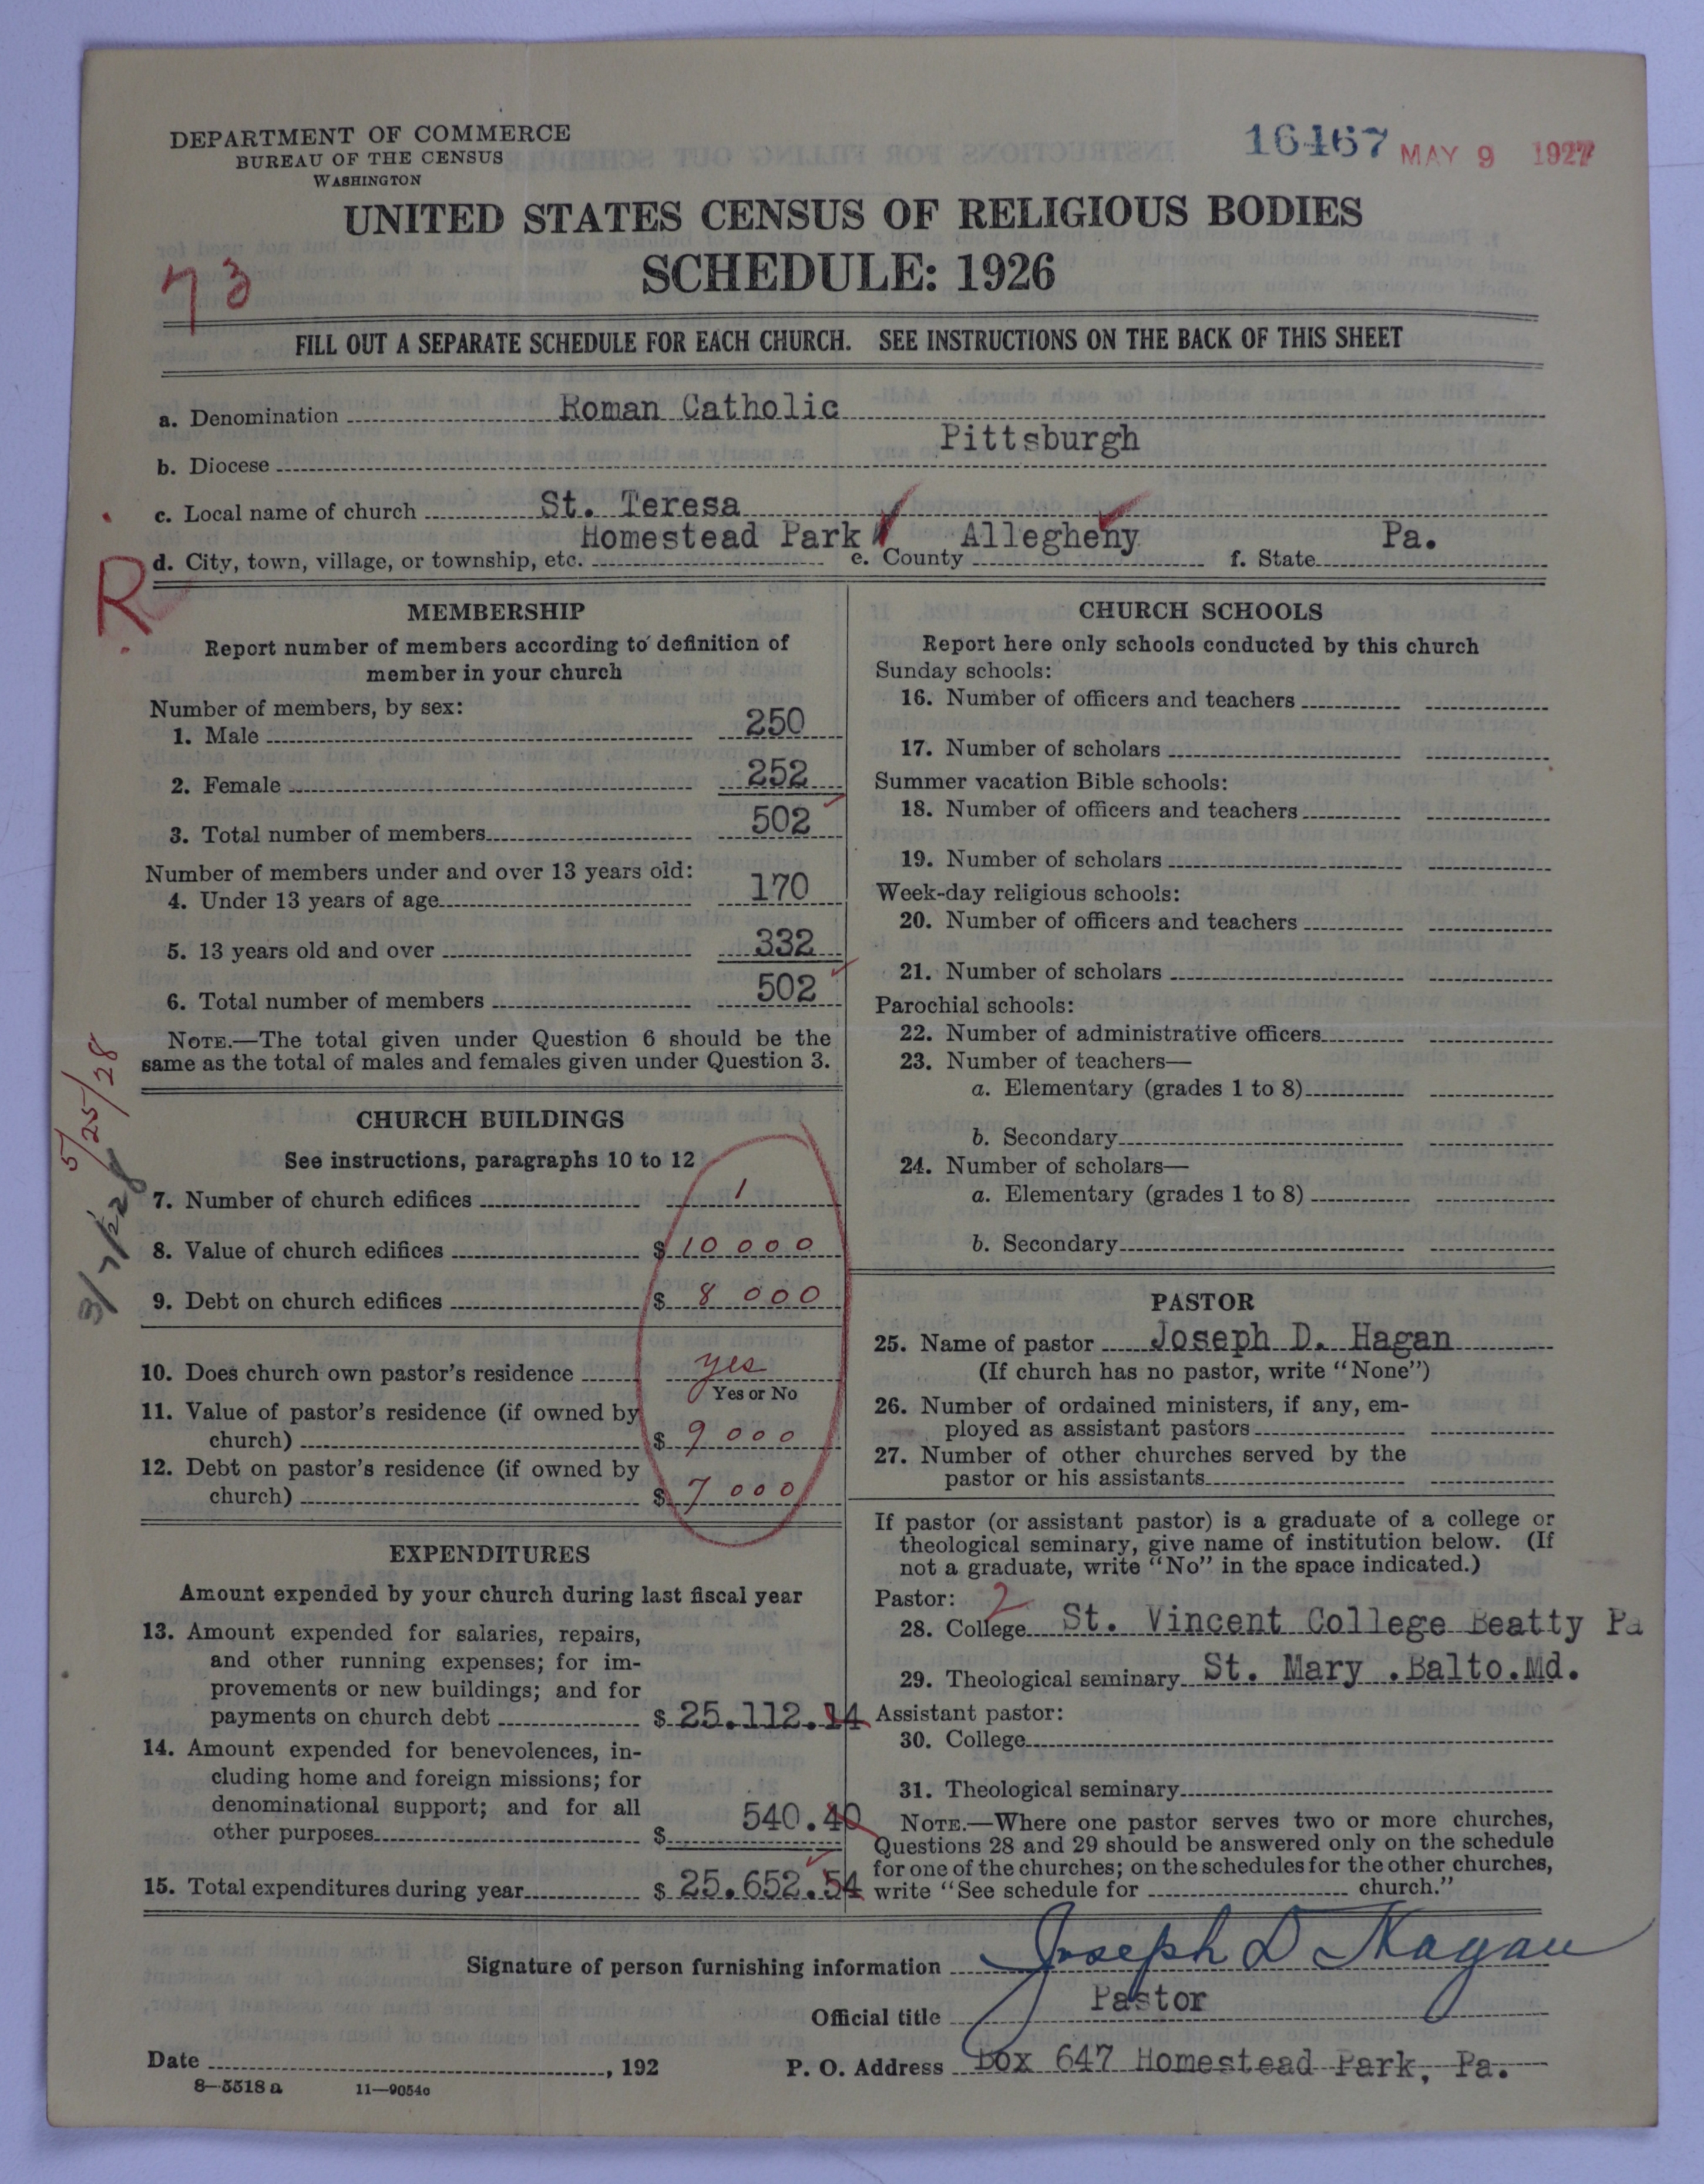 DEPARTMENT OF COMMERCE
BUREAU OF THE CENSUS
WASHINGTON
16467 MAY 9 1927
UNITED STATES CENSUS OF RELIGIOUS BODIES
SCHEDULE: 1926
73
FILL OUT A SEPARATE SCHEDULE FOR EACH CHURCH. SEE INSTRUCTIONS ON THE BACK OF THIS SHEET
a. Denomination Roman Catholic
b. Diocese Pittsburgh
c. Local name of church St. Teresa
d. City, town, village, or township, etc. Homestead Park e. County Allegheny f. State Pa.
R
MEMBERSHIP
Report number of members according to definition of
member in your church
Number of members, by sex:
1. Male 250
2. Female 252
3. Total number of members 502
Number of members under and over 13 years old:
4. Under 13 years of age 170
5. 13 years old and over 332
6. Total number of members 502
NOTE.—The total given under Question 6 should be the
same as the total of males and females given under Question 3.
5/25/28
3/7/28
CHURCH BUILDINGS
See instructions, paragraphs 10 to 12
7. Number of church edifices 1
8. Value of church edifices $ 10 000
9. Debt on church edifices $ 8 000
10. Does church own pastor's residence yes
Yes or No
11. Value of pastor's residence (if owned by
church) $ 9 000
12. Debt on pastor's residence (if owned by
church) $ 7 000
EXPENDITURES
Amount expended by your church during last fiscal year
13. Amount expended for salaries, repairs,
and other running expenses; for im-
provements or new buildings; and for
payments on church debt $ 25.112.14
14. Amount expended for benevolences, in-
cluding home and foreign missions; for
denominational support; and for all
other purposes $ 540.40
15. Total expenditures during year $ 25.652.54
CHURCH SCHOOLS
Report here only schools conducted by this church
Sunday schools:
16. Number of officers and teachers
17. Number of scholars
Summer vacation Bible schools:
18. Number of officers and teachers
19. Number of scholars
Week-day religious schools:
20. Number of officers and teachers
21. Number of scholars
Parochial schools:
22. Number of administrative officers
23. Number of teachers—
a. Elementary (grades 1 to 8)
b. Secondary
24. Number of scholars—
a. Elementary (grades 1 to 8)
b. Secondary
PASTOR
25. Name of pastor Joseph D. Hagan
(If church has no pastor, write "None")
26. Number of ordained ministers, if any, em-
ployed as assistant pastors
27. Number of other churches served by the
pastor or his assistants
If pastor (or assistant pastor) is a graduate of a college or
theological seminary, give name of institution below. (If
not a graduate, write "No" in the space indicated.)
Pastor: 2
28. College St. Vincent College Beatty Pa
29. Theological seminary St. Mary .Balto.Md.
Assistant pastor:
30. College
31. Theological seminary
NOTE.—Where one pastor serves two or more churches,
Questions 28 and 29 should be answered only on the schedule
for one of the churches; on the schedules for the other churches,
write "See schedule for church."
Signature of person furnishing information Joseph D Hagan
Official title Pastor
Date , 192 P. O. Address Box 647 Homestead Park, Pa.
8—5518 a 11—9054c